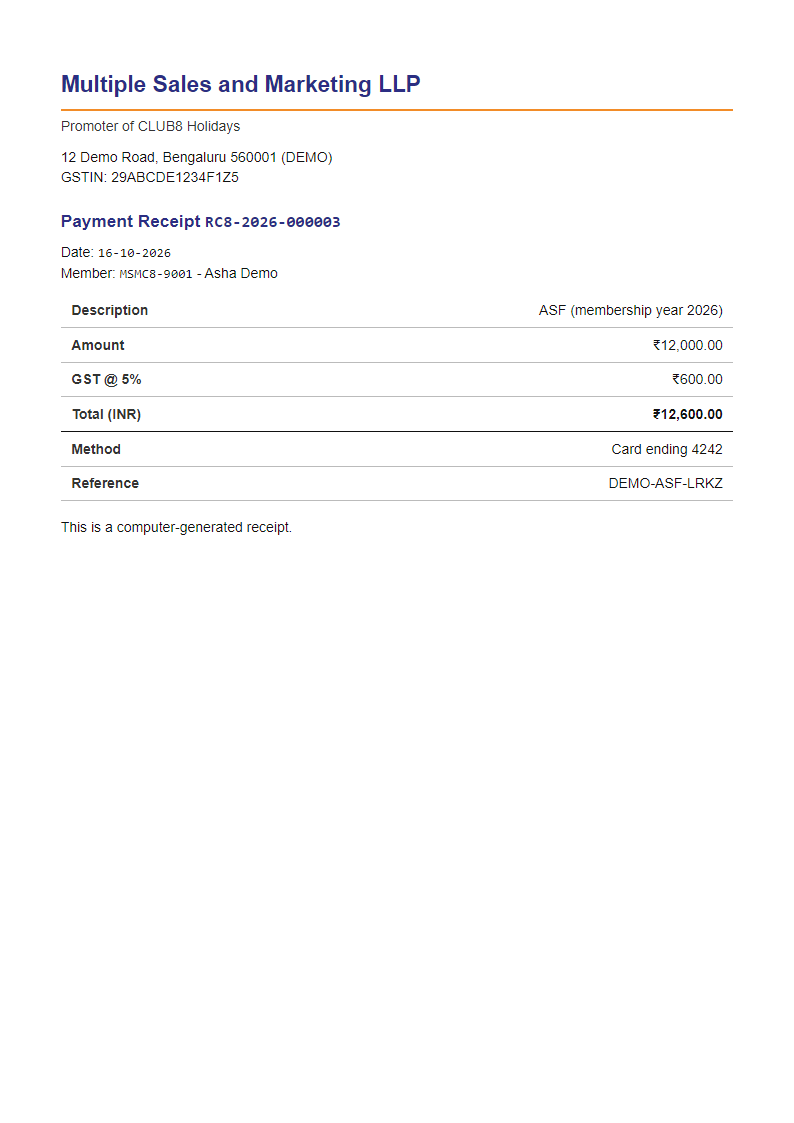 Multiple Sales and Marketing LLP
Promoter of CLUB8 Holidays
12 Demo Road, Bengaluru 560001 (DEMO)
GSTIN: 29ABCDE1234F1Z5
Payment Receipt RC8-2026-000003
Date: 16-10-2026
Member: MSMC8-9001 - Asha Demo
Description ASF (membership year 2026)
Amount ₹12,000.00
GST @ 5% ₹600.00
Total (INR) ₹12,600.00
Method Card ending 4242
Reference DEMO-ASF-LRKZ
This is a computer-generated receipt.